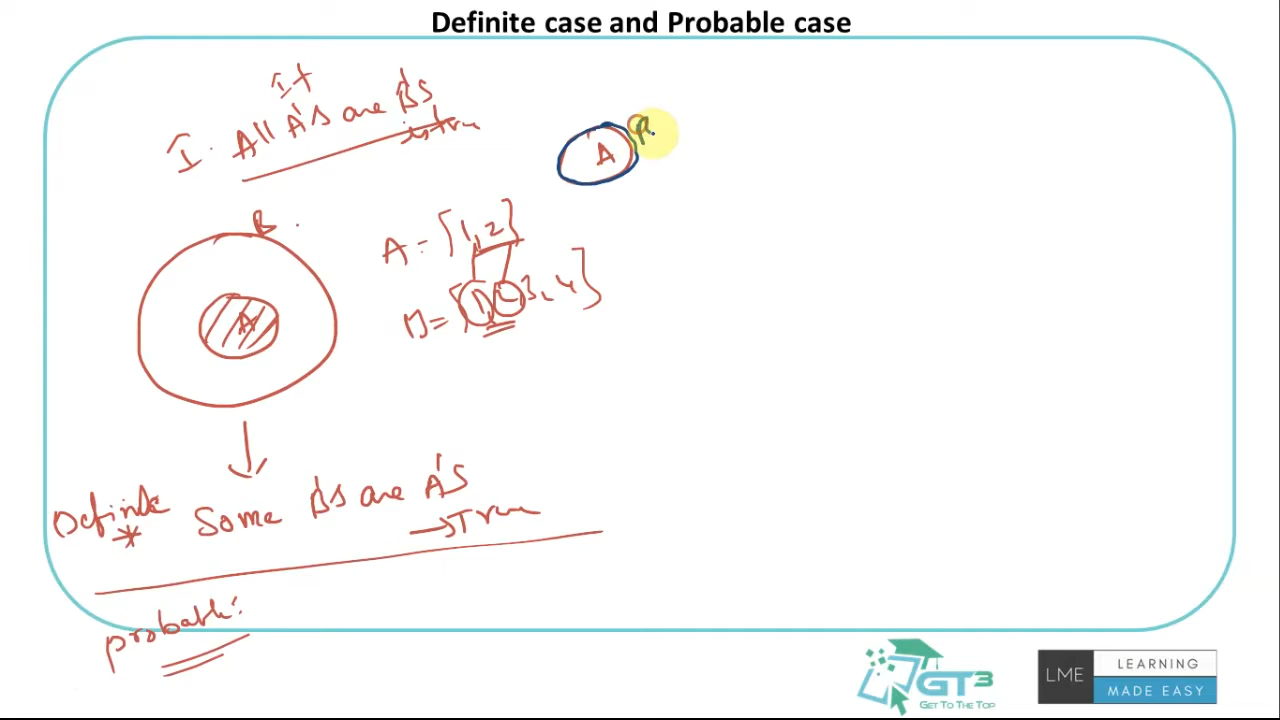 Definite case and Probable case
If
I. All A's are B's
is true
A
B
B
A
A = {1, 2}
B = {1, 2, 3, 4}
Definite Some B's are A's
* → True
probable:
GT3
GET TO THE TOP
LME LEARNING
MADE EASY